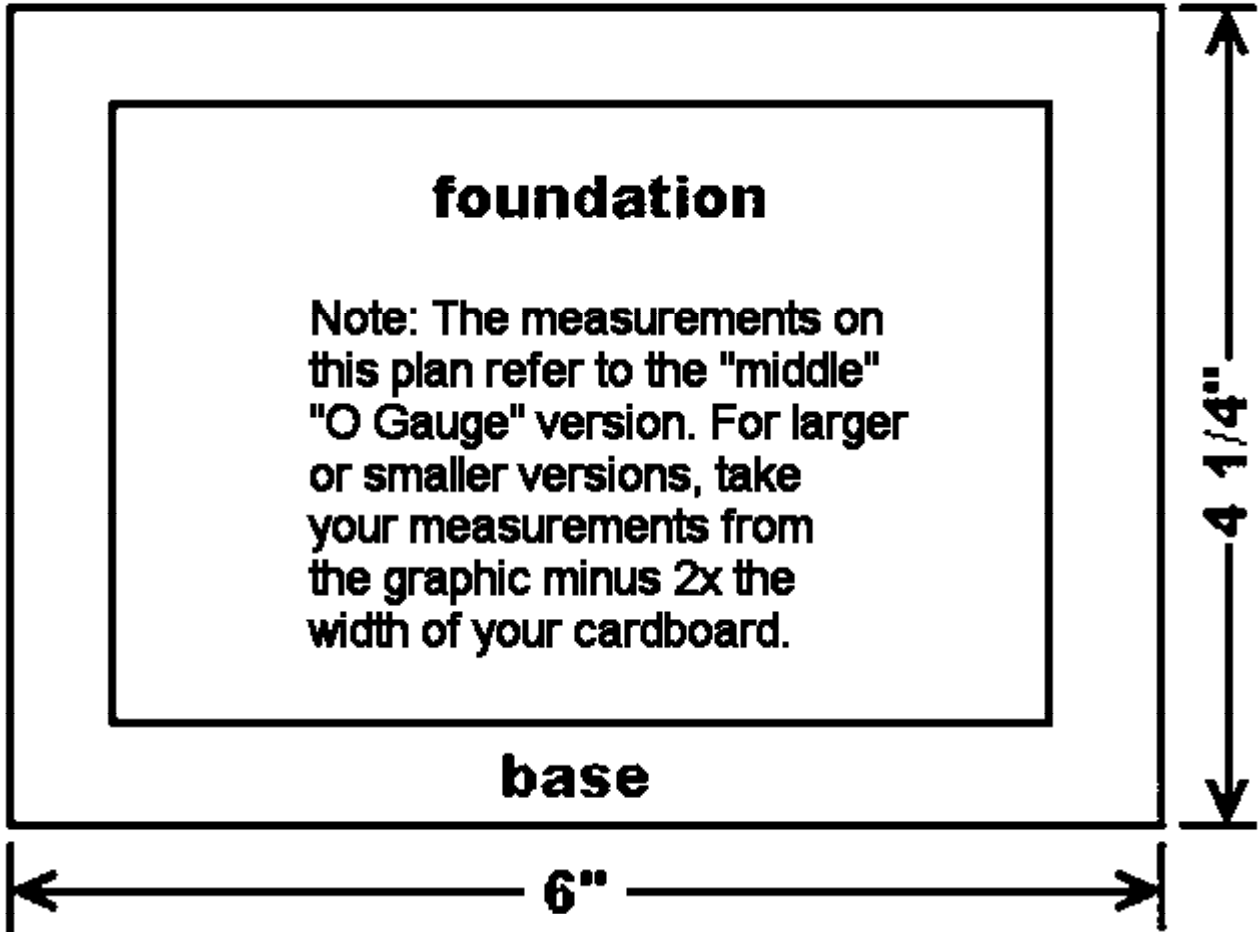 foundation
Note: The measurements on
this plan refer to the "middle"
"O Gauge" version. For larger
or smaller versions, take
your measurements from
the graphic minus 2x the
width of your cardboard.
base
4 1/4"
6"